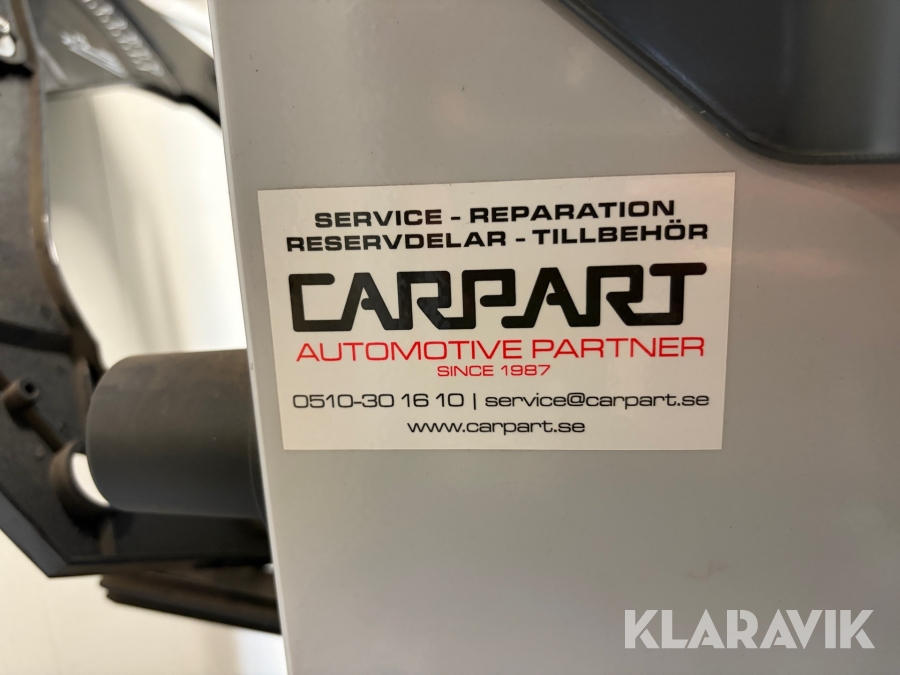 SERVICE - REPARATION
RESERVDELAR - TILLBEHÖR
CARPART
AUTOMOTIVE PARTNER
SINCE 1987
0510-30 16 10 | service@carpart.se
www.carpart.se
KLARAVIK